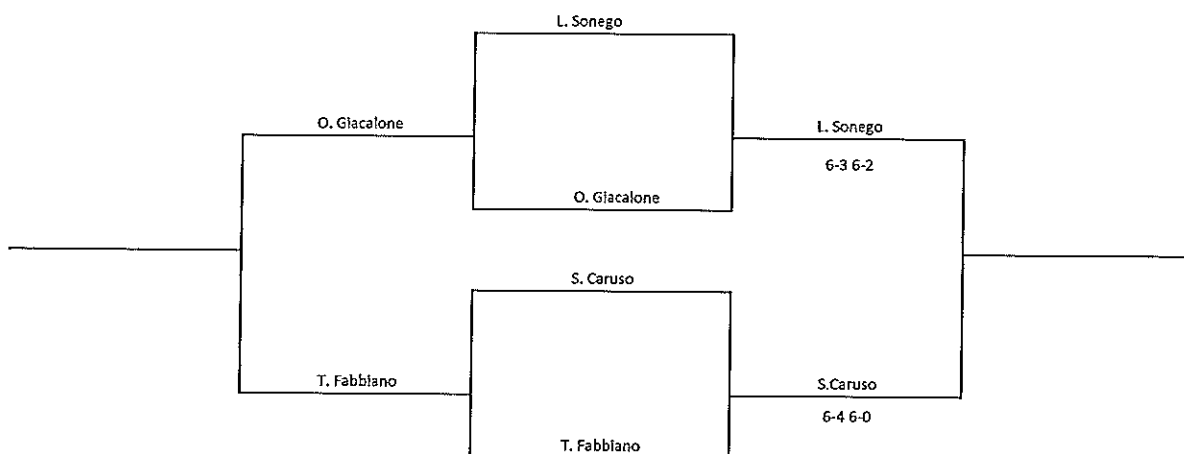 L. Sonego
O. Giacalone
L. Sonego
6-3 6-2
O. Giacalone
S. Caruso
T. Fabbiano
S.Caruso
6-4 6-0
T. Fabbiano